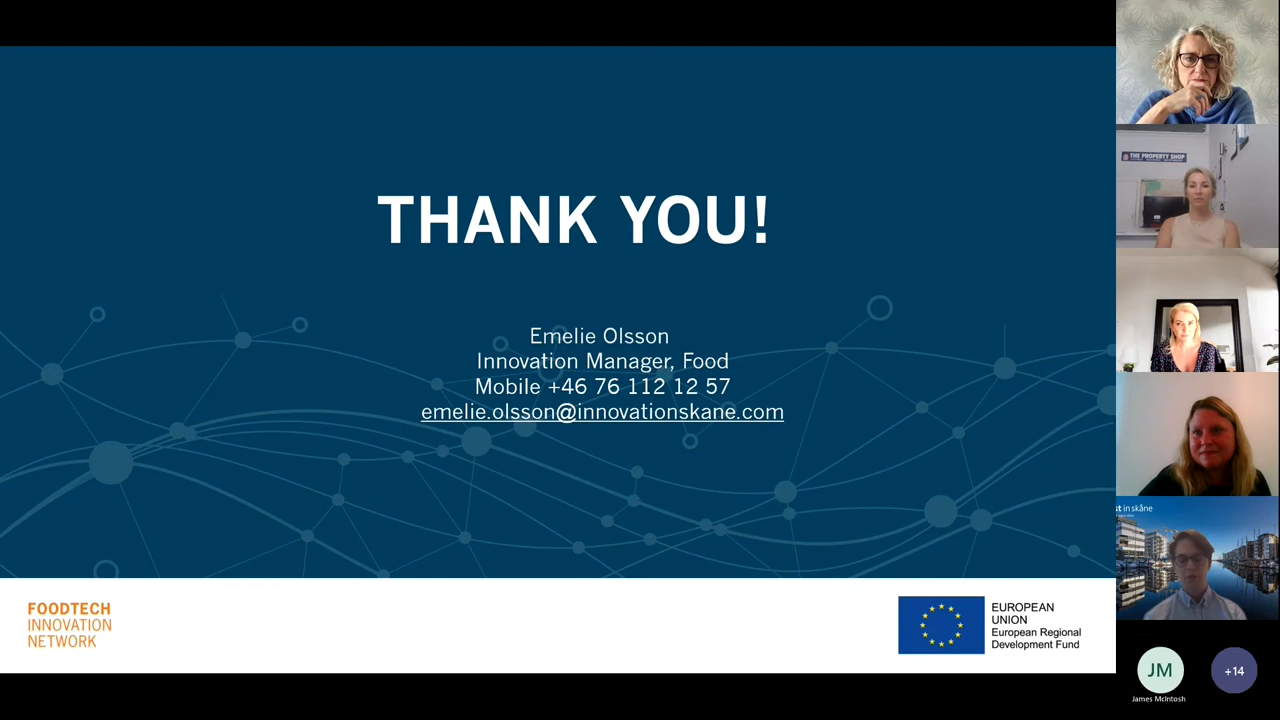 THANK YOU!
Emelie Olsson
Innovation Manager, Food
Mobile +46 76 112 12 57
emelie.olsson@innovationskane.com
FOODTECH
INNOVATION
NETWORK
EUROPEAN
UNION
European Regional
Development Fund
THE PROPERTY SHOP
st in skåne
JM
James McIntosh
+14